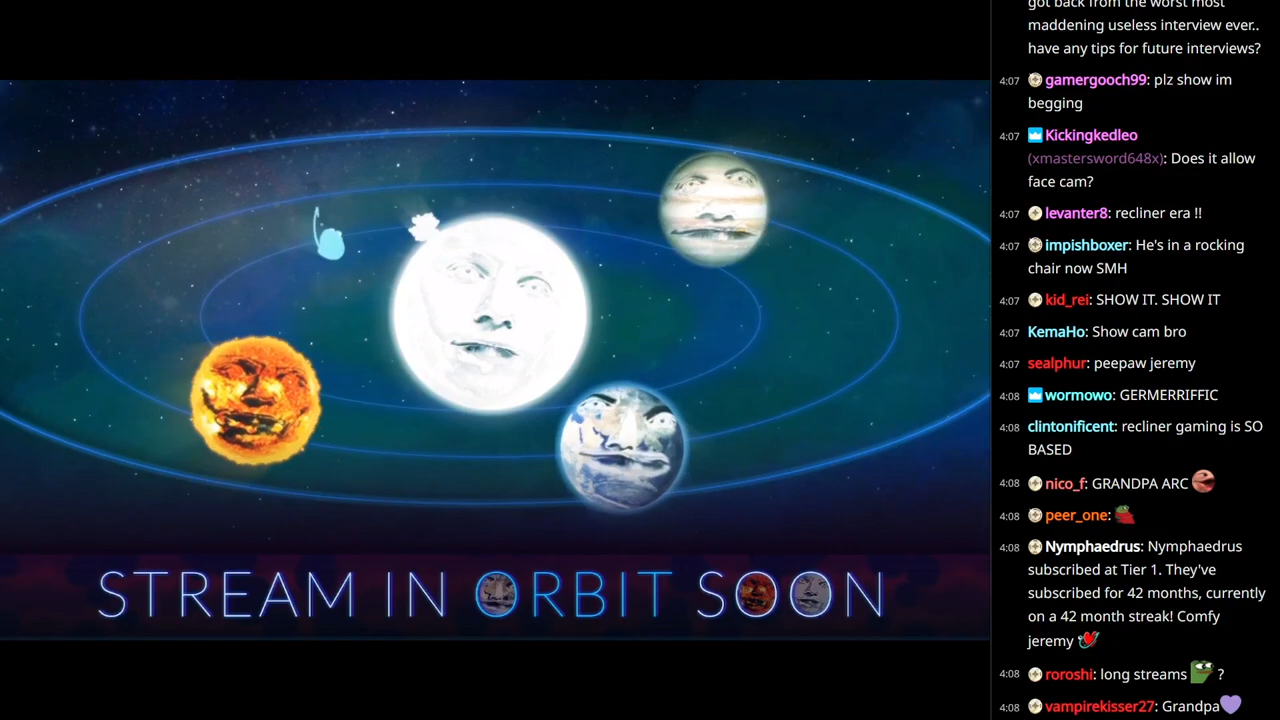 STREAM IN ORBIT SOON
got back from the worst most
maddening useless interview ever..
have any tips for future interviews?
4:07 gamergooch99: plz show im
begging
4:07 Kickingkedleo
(xmastersword648x): Does it allow
face cam?
4:07 levanter8: recliner era !!
4:07 impishboxer: He's in a rocking
chair now SMH
4:07 kid_rei: SHOW IT. SHOW IT
4:07 KemaHo: Show cam bro
4:07 sealphur: peepaw jeremy
4:08 wormowo: GERMERRIFFIC
4:08 clintonificent: recliner gaming is SO
BASED
4:08 nico_f: GRANDPA ARC
4:08 peer_one:
4:08 Nymphaedrus: Nymphaedrus
subscribed at Tier 1. They've
subscribed for 42 months, currently
on a 42 month streak! Comfy
jeremy
4:08 roroshi: long streams ?
4:08 vampirekisser27: Grandpa